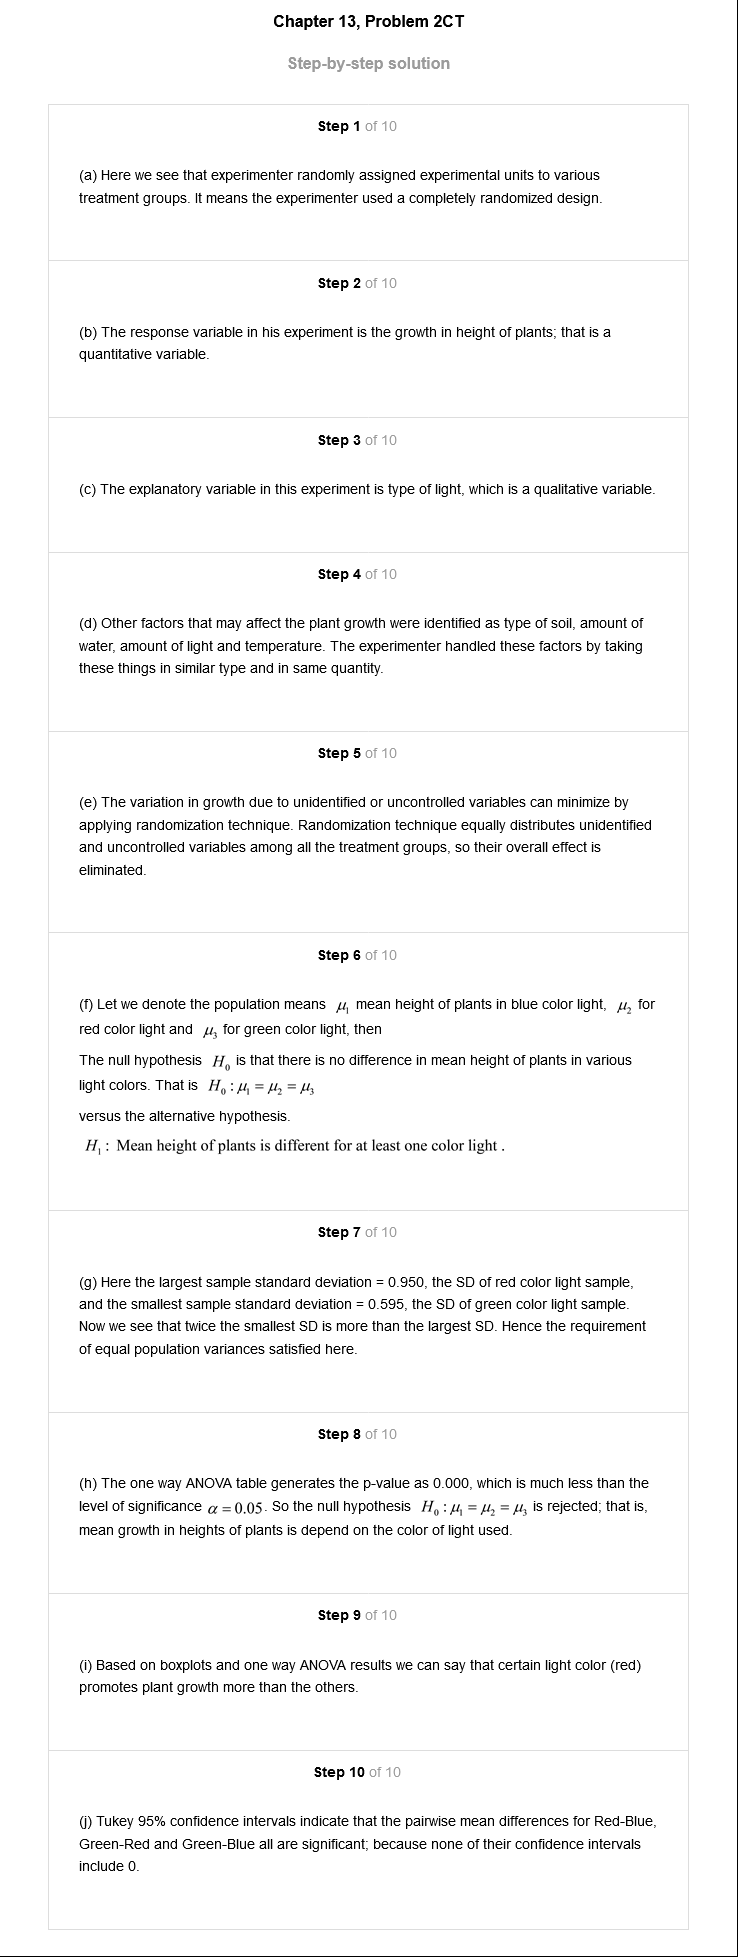 Chapter 13, Problem 2CT
Step-by-step solution
Step 1 of 10
(a) Here we see that experimenter randomly assigned experimental units to various
treatment groups. It means the experimenter used a completely randomized design.
Step 2 of 10
(b) The response variable in his experiment is the growth in height of plants; that is a
quantitative variable.
Step 3 of 10
(c) The explanatory variable in this experiment is type of light, which is a qualitative variable.
Step 4 of 10
(d) Other factors that may affect the plant growth were identified as type of soil, amount of
water, amount of light and temperature. The experimenter handled these factors by taking
these things in similar type and in same quantity.
Step 5 of 10
(e) The variation in growth due to unidentified or uncontrolled variables can minimize by
applying randomization technique. Randomization technique equally distributes unidentified
and uncontrolled variables among all the treatment groups, so their overall effect is
eliminated.
Step 6 of 10
(f) Let we denote the population means μ₁ mean height of plants in blue color light, μ₂ for
red color light and μ₃ for green color light, then
The null hypothesis H₀ is that there is no difference in mean height of plants in various
light colors. That is H₀ : μ₁ = μ₂ = μ₃
versus the alternative hypothesis.
H₁ : Mean height of plants is different for at least one color light .
Step 7 of 10
(g) Here the largest sample standard deviation = 0.950, the SD of red color light sample,
and the smallest sample standard deviation = 0.595, the SD of green color light sample.
Now we see that twice the smallest SD is more than the largest SD. Hence the requirement
of equal population variances satisfied here.
Step 8 of 10
(h) The one way ANOVA table generates the p-value as 0.000, which is much less than the
level of significance α = 0.05. So the null hypothesis H₀ : μ₁ = μ₂ = μ₃ is rejected; that is,
mean growth in heights of plants is depend on the color of light used.
Step 9 of 10
(i) Based on boxplots and one way ANOVA results we can say that certain light color (red)
promotes plant growth more than the others.
Step 10 of 10
(j) Tukey 95% confidence intervals indicate that the pairwise mean differences for Red-Blue,
Green-Red and Green-Blue all are significant; because none of their confidence intervals
include 0.